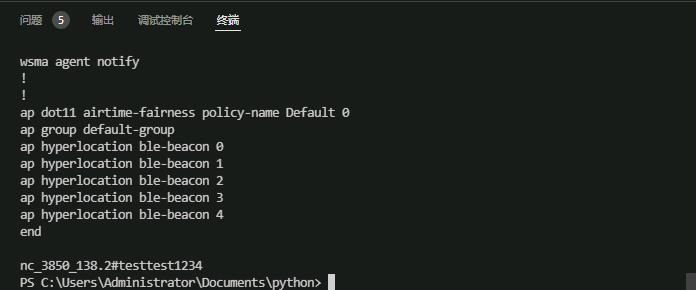 问题 5 输出 调试控制台 终端
wsma agent notify
!
!
ap dot11 airtime-fairness policy-name Default 0
ap group default-group
ap hyperlocation ble-beacon 0
ap hyperlocation ble-beacon 1
ap hyperlocation ble-beacon 2
ap hyperlocation ble-beacon 3
ap hyperlocation ble-beacon 4
end
nc_3850_138.2#testtest1234
PS C:\Users\Administrator\Documents\python>